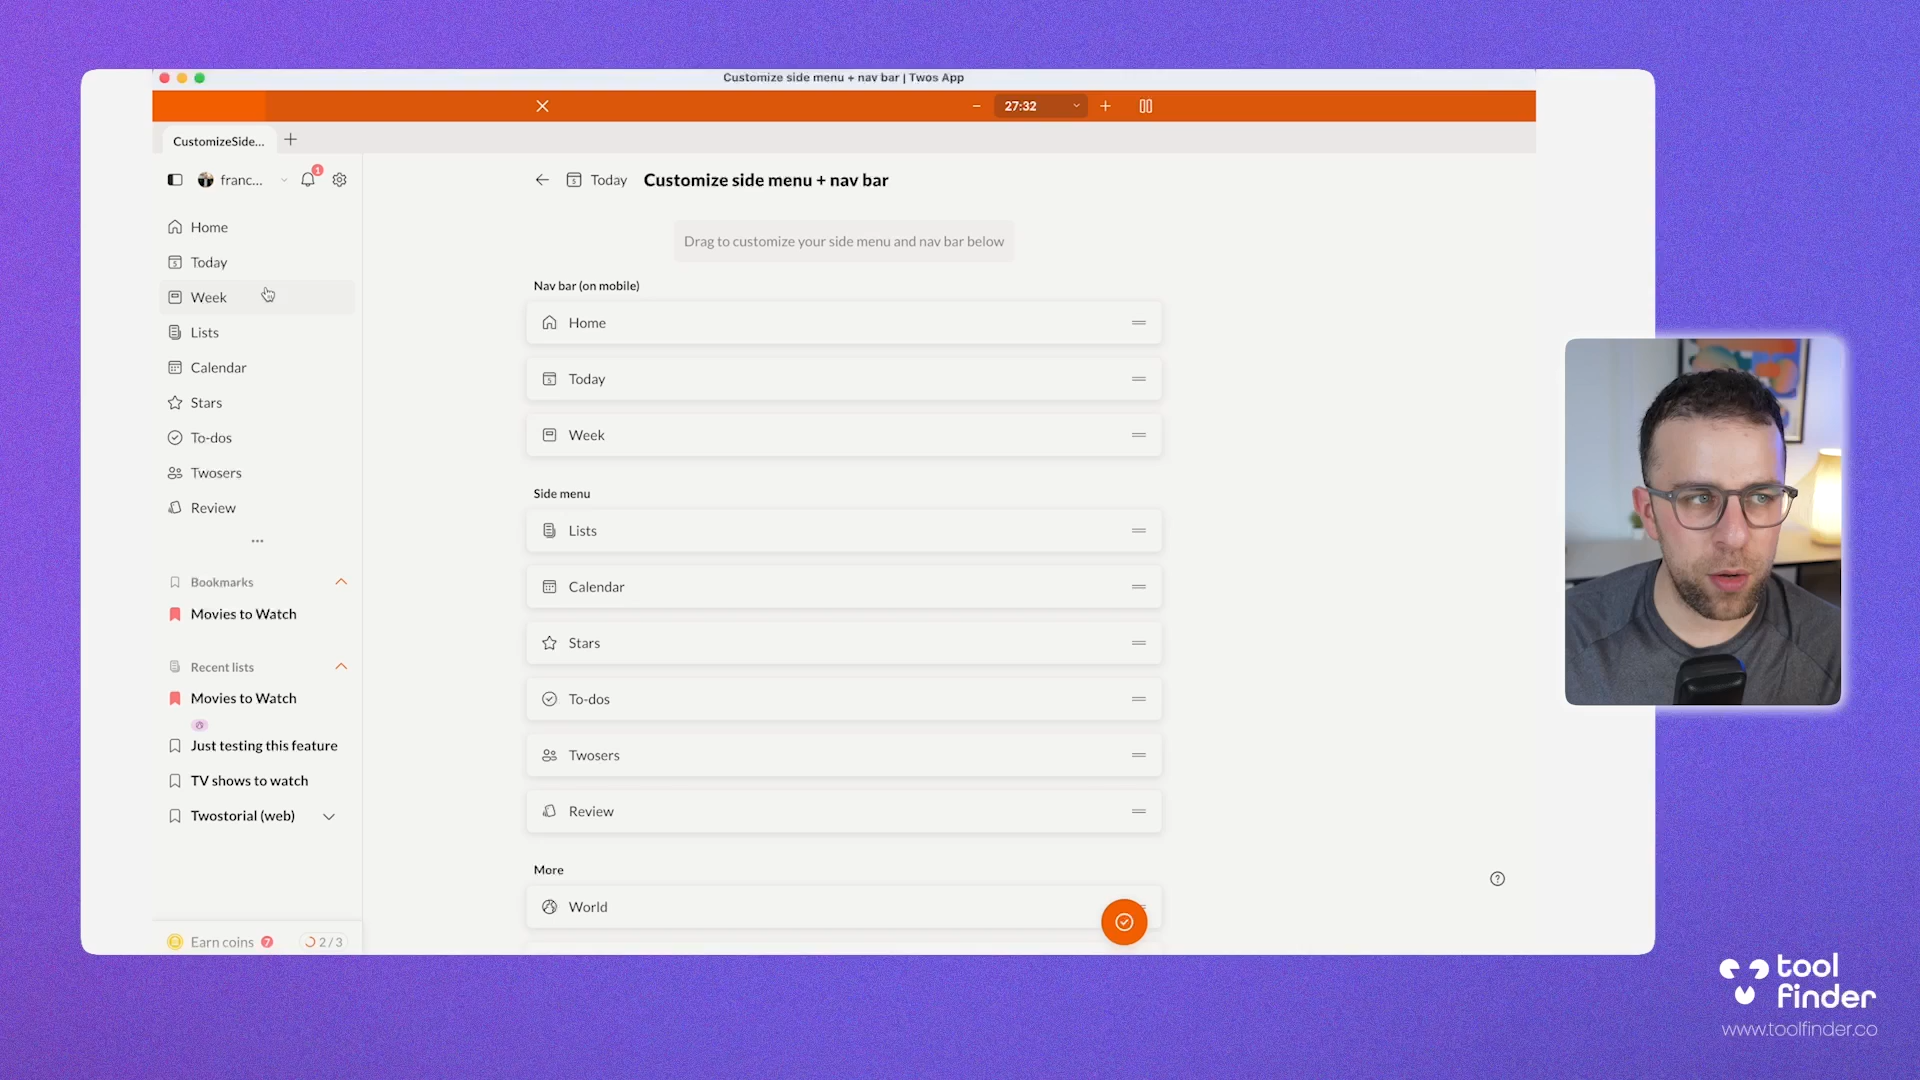 Customize side menu + nav bar | Twos App
27:32
CustomizeSide...
franc...
1
Today
Customize side menu + nav bar
Home
Today
Week
Lists
Calendar
Stars
To-dos
Twosers
Review
Bookmarks
Movies to Watch
Recent lists
Movies to Watch
Just testing this feature
TV shows to watch
Twostorial (web)
Earn coins 7
2 / 3
Drag to customize your side menu and nav bar below
Nav bar (on mobile)
Home
Today
Week
Side menu
Lists
Calendar
Stars
To-dos
Twosers
Review
More
World
tool
finder
www.toolfinder.co